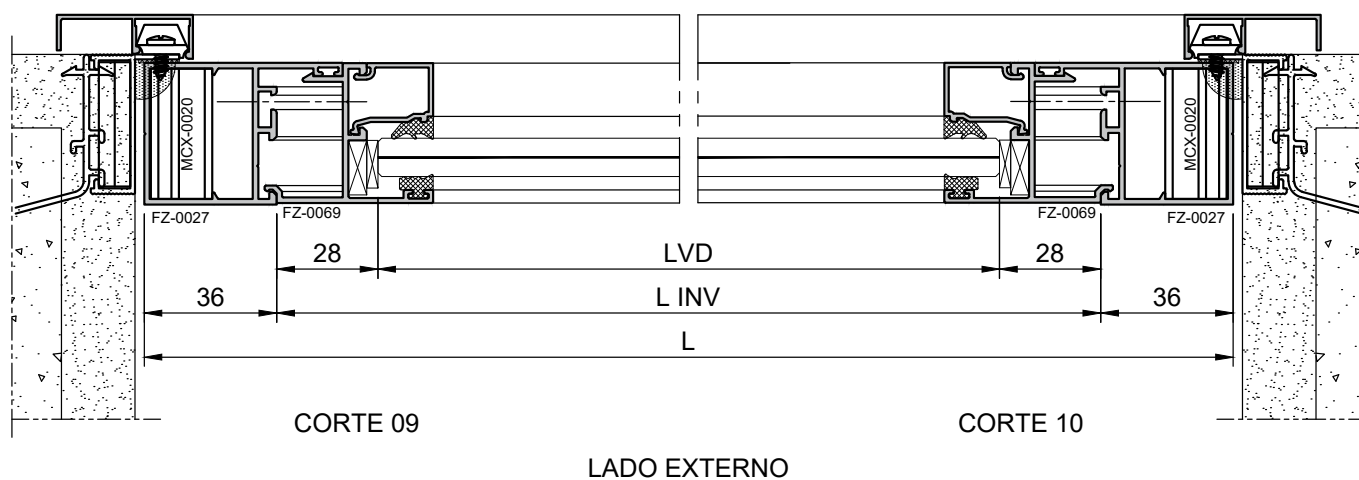 MCX-0020 MCX-0020
FZ-0027 FZ-0069 FZ-0069 FZ-0027
28 LVD 28
36 L INV 36
L
CORTE 09 CORTE 10
LADO EXTERNO